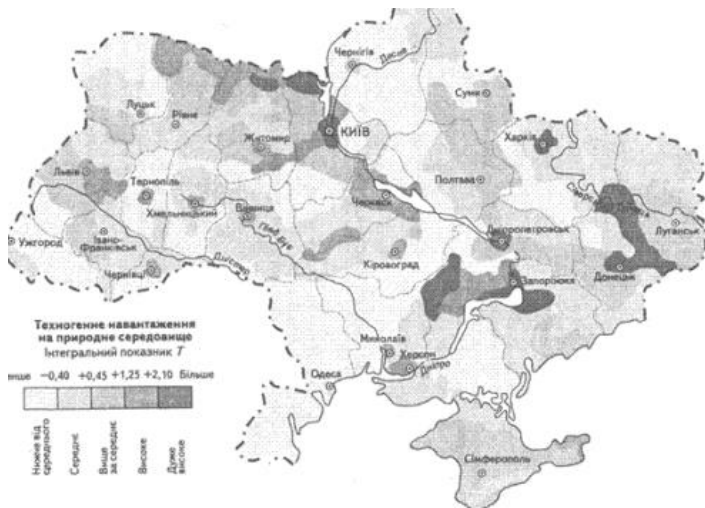 Чернігів
Десна
Луцьк
Рівне
Суми
КИЇВ
Житомир
Харків
Львів
Тернопіль
Полтава
Хмельницький
Вінниця
Черкаси
Луганськ
Ужгород
Івано-
Франківськ
Дністер
Півд. Буг
Кіровоград
Дніпропетровськ
Донецьк
Чернівці
Запоріжжя
Техногенне навантаження
на природне середовище
Інтегральний показник Т
енше −0,40 +0,45 +1,25 +2,10 Більше
Нижче від
середнього
Середнє
Вище
за середнє
Високе
Дуже
високе
Миколаїв
Херсон
Дніпро
Одеса
Сімферополь